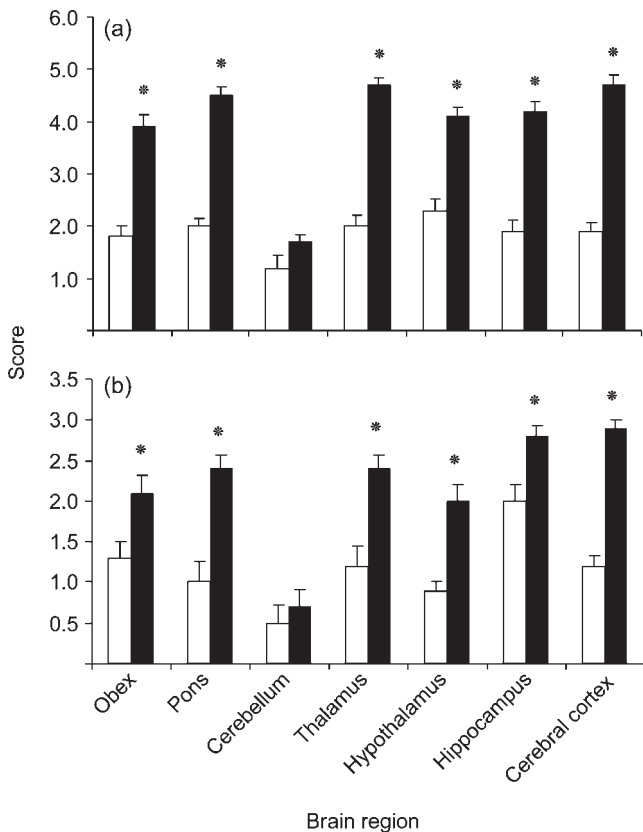 (a)
6.0
5.0
4.0
3.0
2.0
1.0
* * * * * *
Score
(b)
3.5
3.0
2.5
2.0
1.5
1.0
0.5
* * * * * *
Obex
Pons
Cerebellum
Thalamus
Hypothalamus
Hippocampus
Cerebral cortex
Brain region